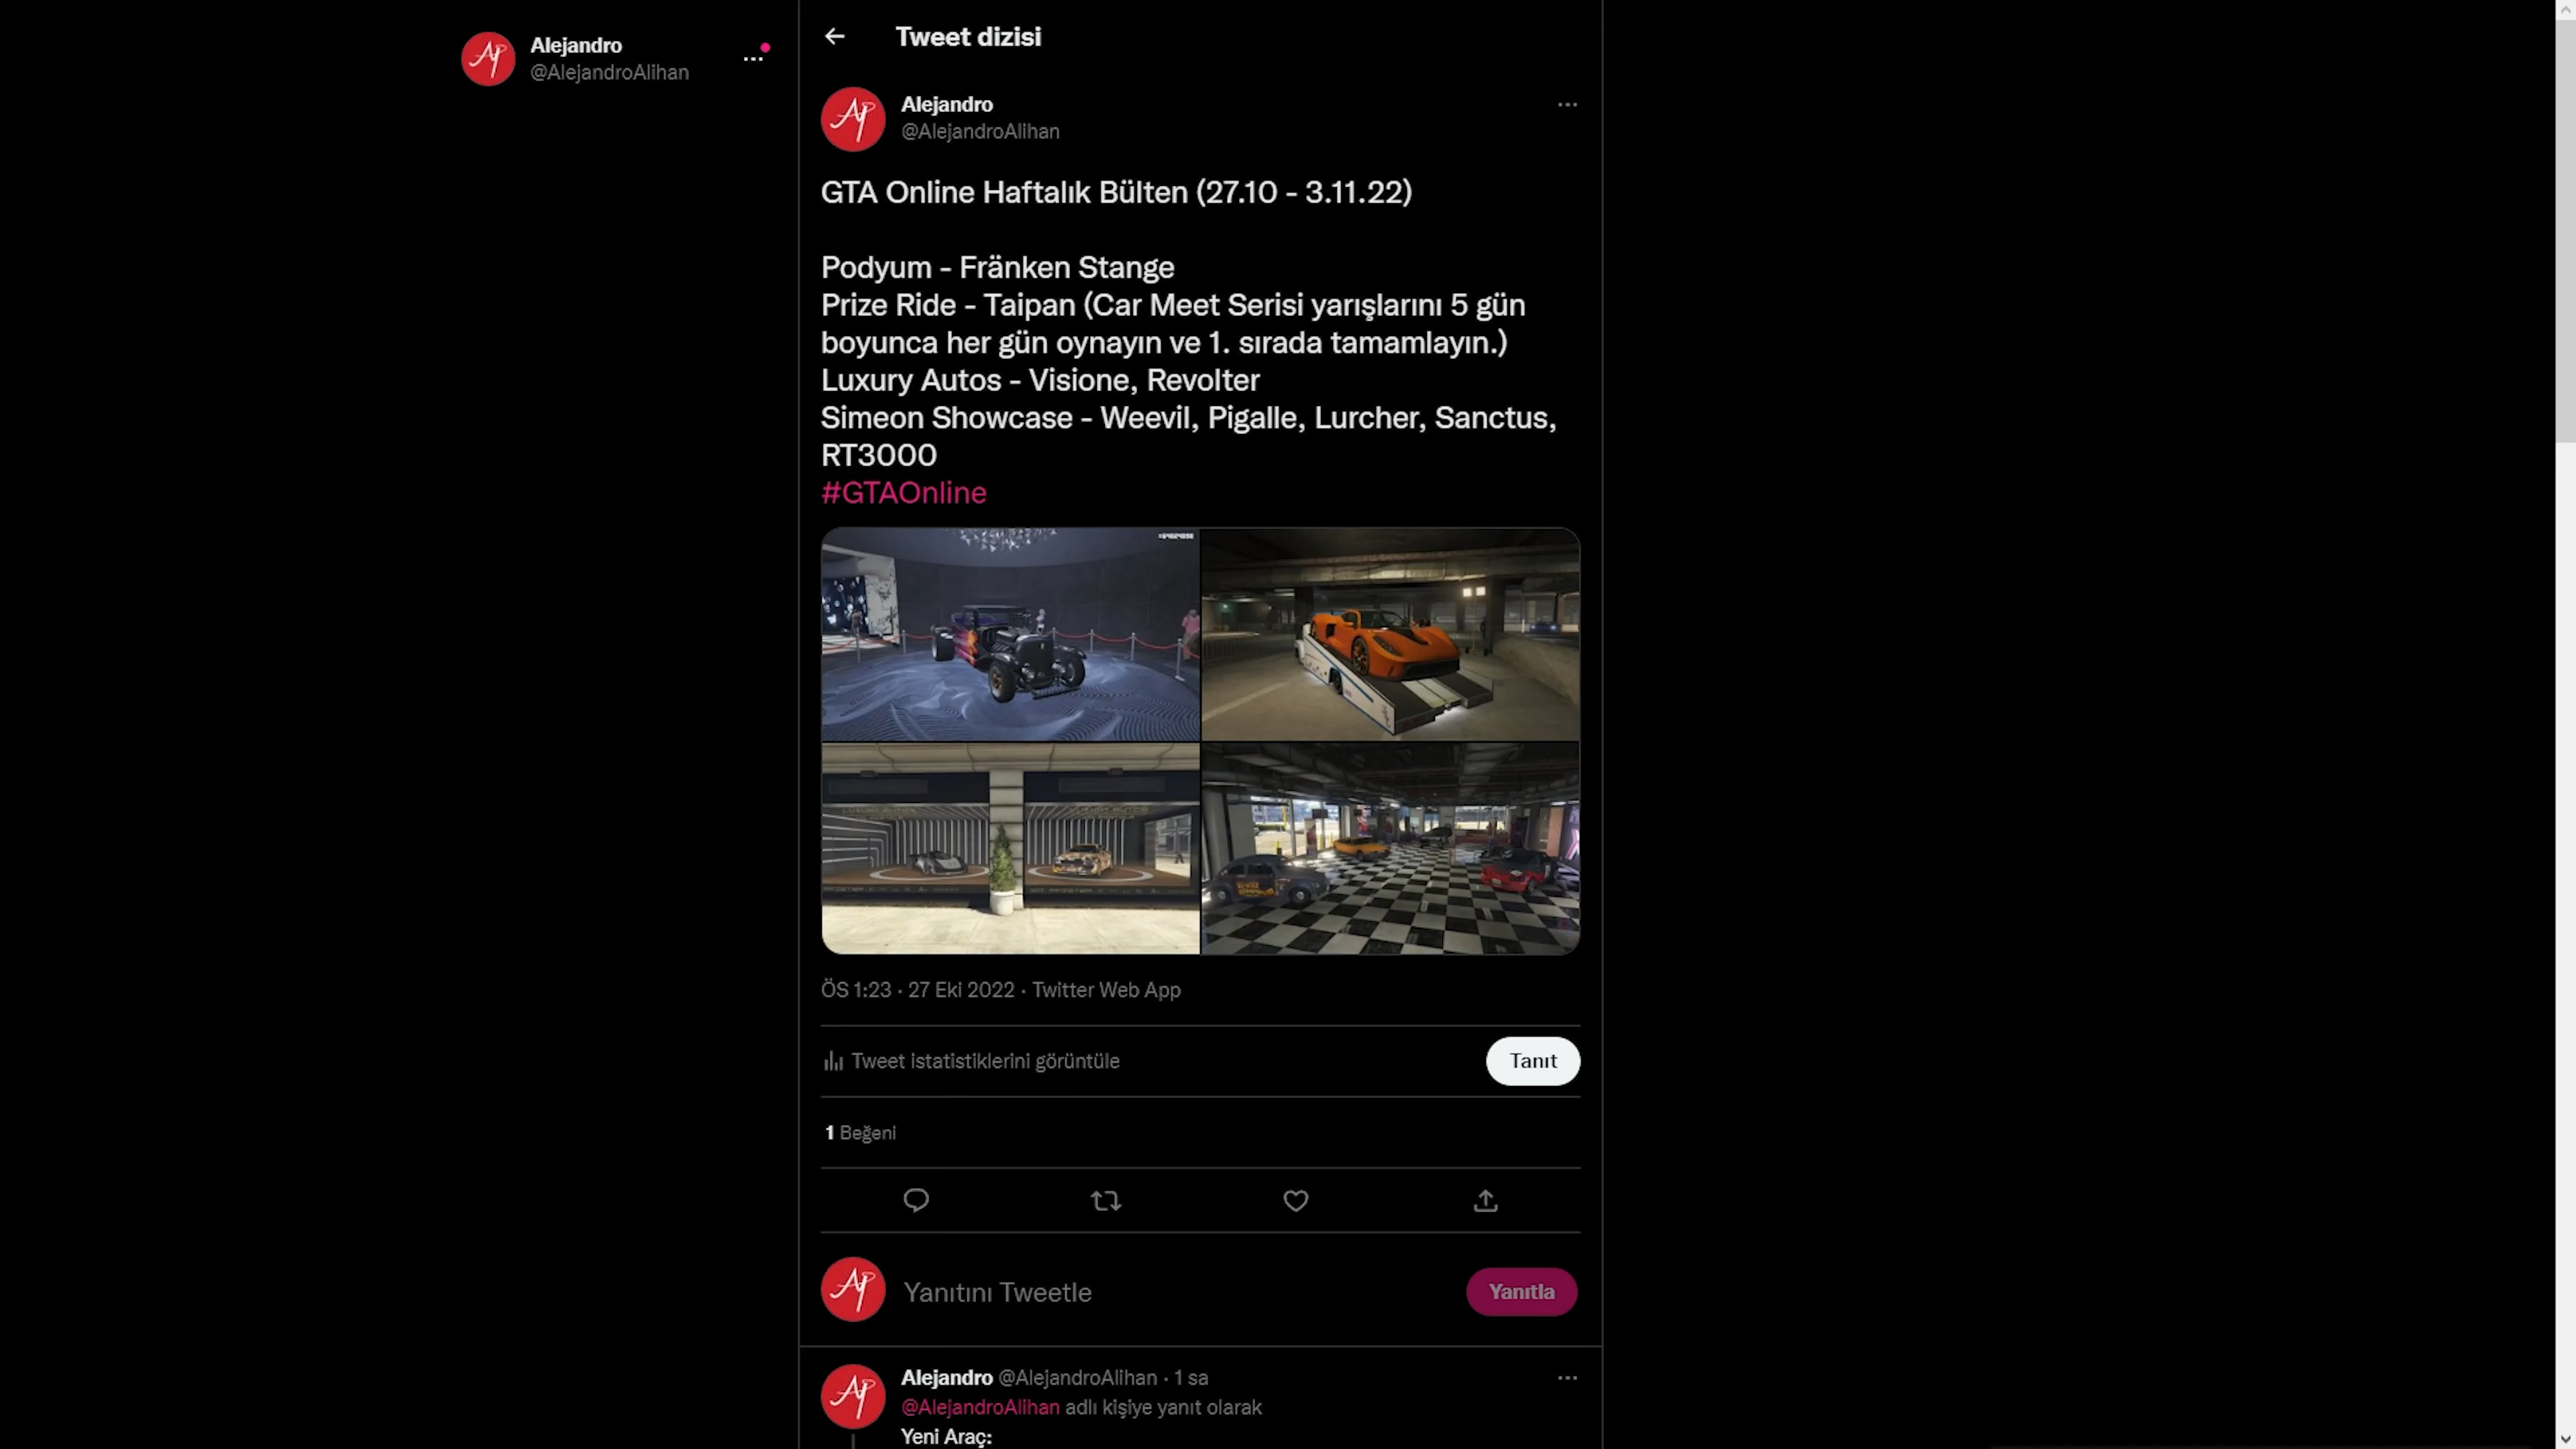 Alejandro
@AlejandroAlihan
Tweet dizisi
Alejandro
@AlejandroAlihan
GTA Online Haftalık Bülten (27.10 - 3.11.22)
Podyum - Fränken Stange
Prize Ride - Taipan (Car Meet Serisi yarışlarını 5 gün
boyunca her gün oynayın ve 1. sırada tamamlayın.)
Luxury Autos - Visione, Revolter
Simeon Showcase - Weevil, Pigalle, Lurcher, Sanctus,
RT3000
#GTAOnline
ÖS 1:23 · 27 Eki 2022 · Twitter Web App
Tweet istatistiklerini görüntüle
Tanıt
1 Beğeni
Yanıtını Tweetle
Yanıtla
Alejandro @AlejandroAlihan · 1 sa
@AlejandroAlihan adlı kişiye yanıt olarak
Yeni Araç: